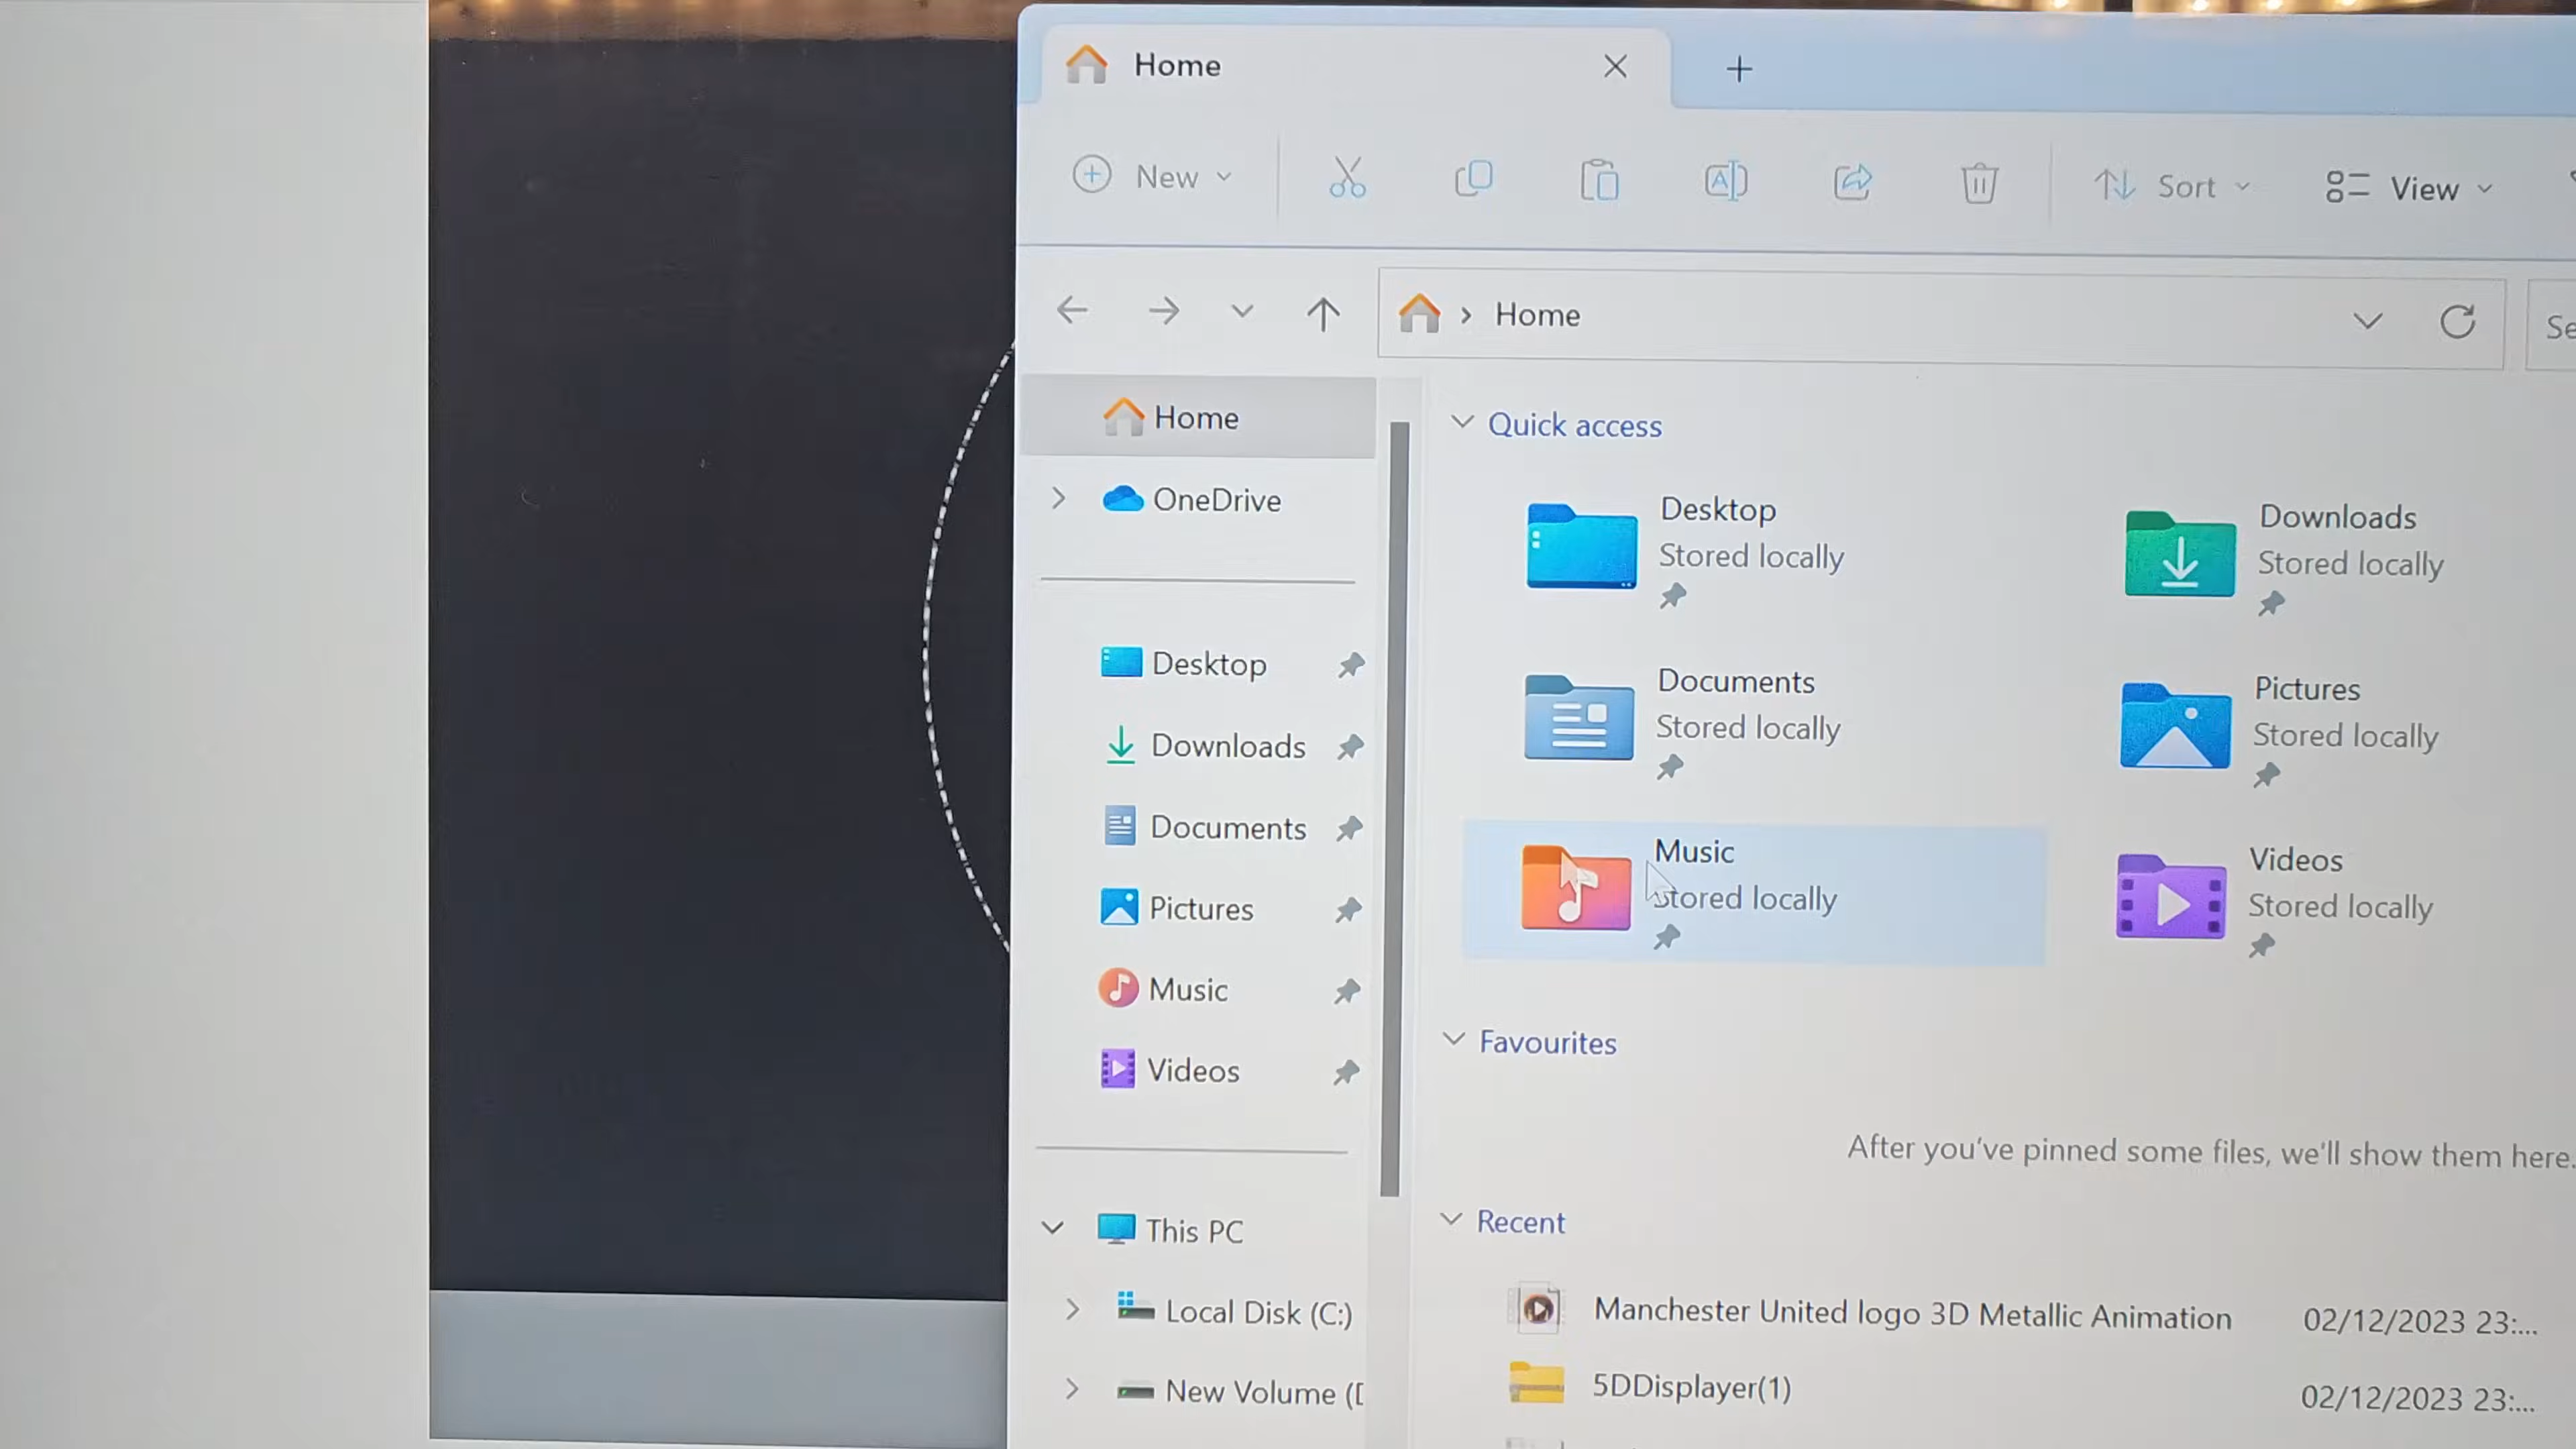 Home
New
Sort
View
Home
Se
Home
OneDrive
Desktop
Downloads
Documents
Pictures
Music
Videos
This PC
Local Disk (C:)
New Volume (D
Quick access
Desktop
Stored locally
Downloads
Stored locally
Documents
Stored locally
Pictures
Stored locally
Music
Stored locally
Videos
Stored locally
Favourites
After you've pinned some files, we'll show them here.
Recent
Manchester United logo 3D Metallic Animation 02/12/2023 23:...
5DDisplayer(1) 02/12/2023 23:...